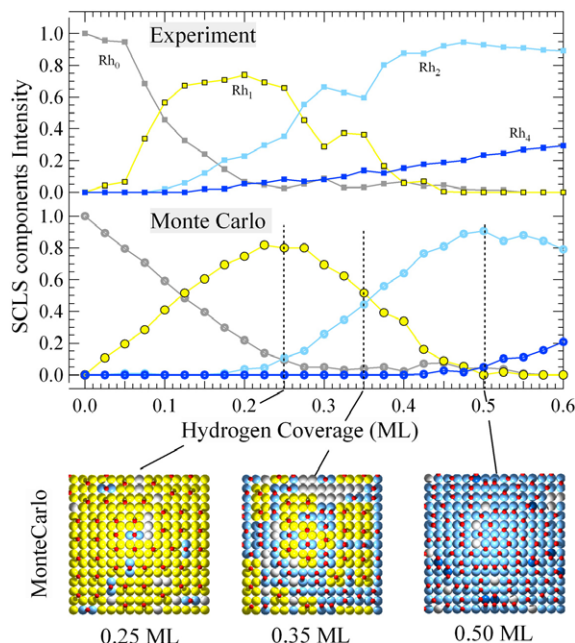 Experiment
Rh0
Rh1
Rh2
Rh4
1.0
0.8
0.6
0.4
0.2
0.0
Monte Carlo
1.0
0.8
0.6
0.4
0.2
0.0
SCLS components Intensity
0.0 0.1 0.2 0.3 0.4 0.5 0.6
Hydrogen Coverage (ML)
MonteCarlo
0.25 ML 0.35 ML 0.50 ML